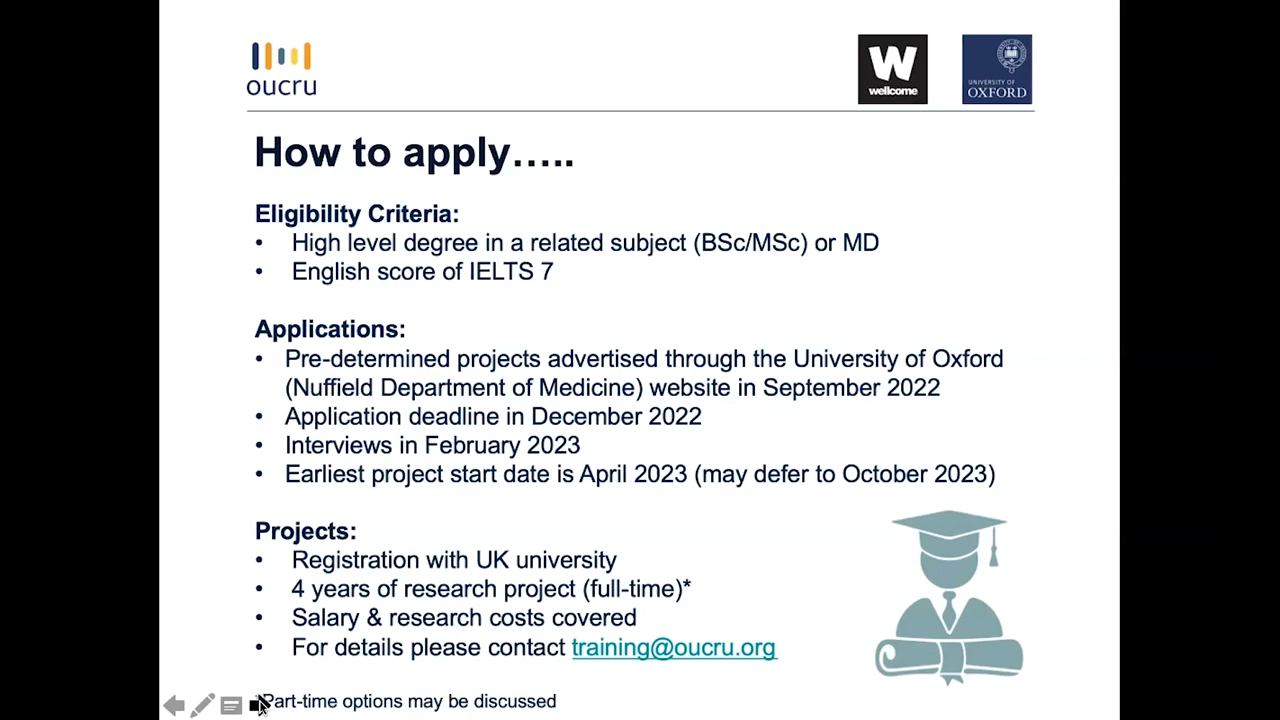 oucru
W
wellcome
UNIVERSITY OF
OXFORD
How to apply…..
Eligibility Criteria:
• High level degree in a related subject (BSc/MSc) or MD
• English score of IELTS 7
Applications:
• Pre-determined projects advertised through the University of Oxford
(Nuffield Department of Medicine) website in September 2022
• Application deadline in December 2022
• Interviews in February 2023
• Earliest project start date is April 2023 (may defer to October 2023)
Projects:
• Registration with UK university
• 4 years of research project (full-time)*
• Salary & research costs covered
• For details please contact training@oucru.org
Part-time options may be discussed